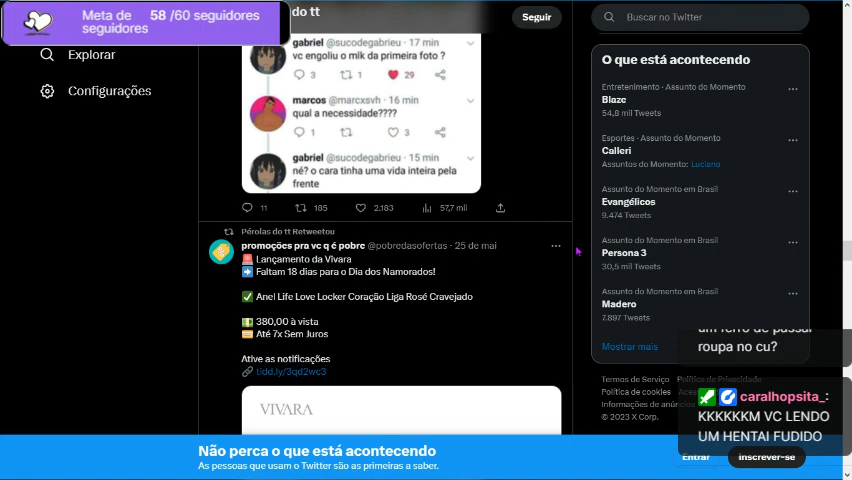 Meta de
seguidores
58 /60 seguidores
do tt
Seguir
Buscar no Twitter
Explorar
Configurações
gabriel @sucodegabrieu · 17 min
vc engoliu o mlk da primeira foto ?
3 1 29
marcos @marcxsvh · 16 min
qual a necessidade????
1 3
gabriel @sucodegabrieu · 15 min
né? o cara tinha uma vida inteira pela
frente
11 185 2.183 57,7 mil
Pérolas do tt Retweetou
promoções pra vc q é pobre @pobredasofertas · 25 de mai
Lançamento da Vivara
Faltam 18 dias para o Dia dos Namorados!
Anel Life Love Locker Coração Liga Rosé Cravejado
380,00 à vista
Até 7x Sem Juros
Ative as notificações
tidd.ly/3qd2wc3
VIVARA
O que está acontecendo
Entretenimento · Assunto do Momento
Blaze
54,8 mil Tweets
Esportes · Assunto do Momento
Calleri
Assuntos do Momento: Luciano
Assunto do Momento em Brasil
Evangélicos
9.474 Tweets
Assunto do Momento em Brasil
Persona 3
30,5 mil Tweets
Assunto do Momento em Brasil
Madero
7.897 Tweets
Mostrar mais
Termos de Serviço Política de Privacidade
Política de cookies
Informações de anúncios
© 2023 X Corp.
um ferro de passar
roupa no cu?
caralhopsita_:
KKKKKKM VC LENDO
UM HENTAI FUDIDO
Não perca o que está acontecendo
As pessoas que usam o Twitter são as primeiras a saber.
Entrar
Inscrever-se